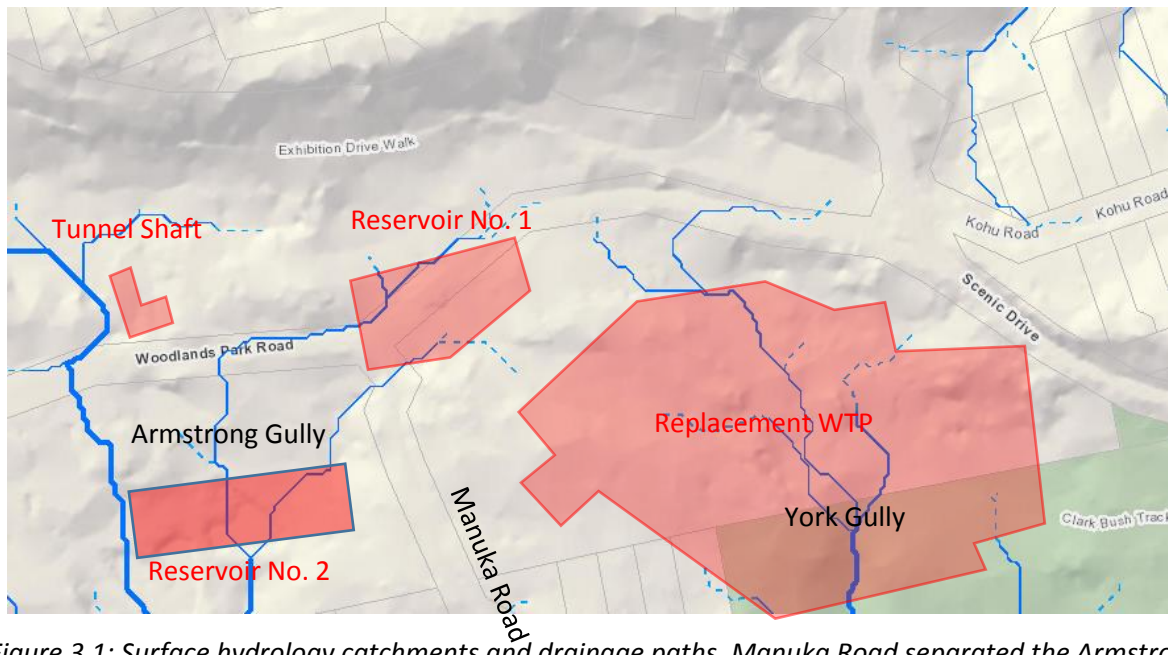 Exhibition Drive Walk
Tunnel Shaft
Reservoir No. 1
Kohu Road
Kohu Road
Scenic Drive
Woodlands Park Road
Armstrong Gully
Replacement WTP
Manuka Road
York Gully
Clark Bush Track
Reservoir No. 2
Figure 3.1: Surface hydrology catchments and drainage paths. Manuka Road separated the Armstro